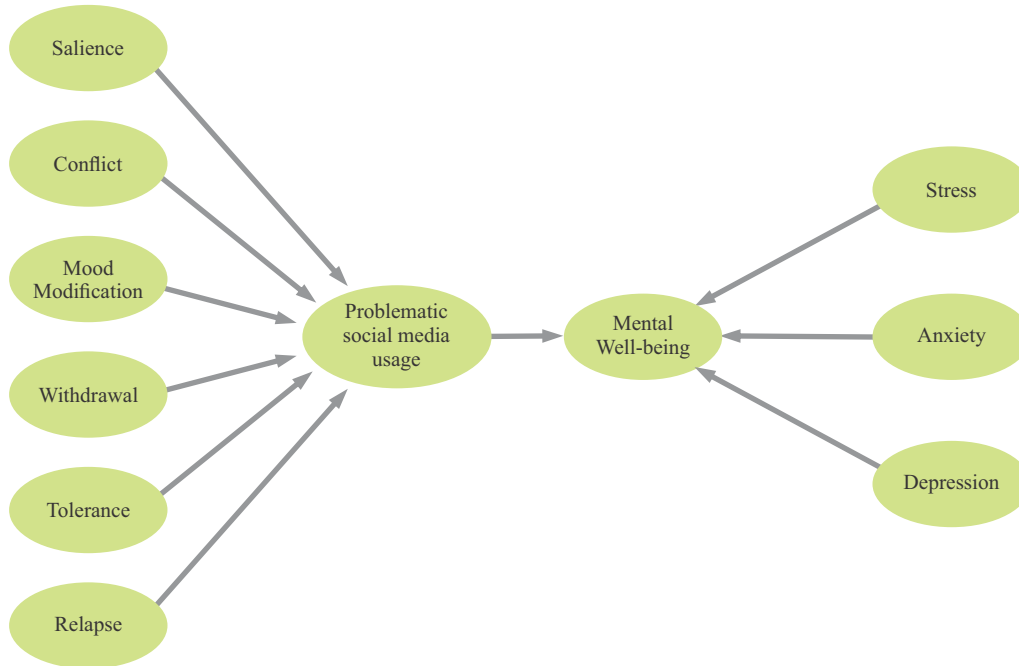 Salience
Conflict
Mood
Modification
Withdrawal
Tolerance
Relapse
Problematic
social media
usage
Mental
Well-being
Stress
Anxiety
Depression